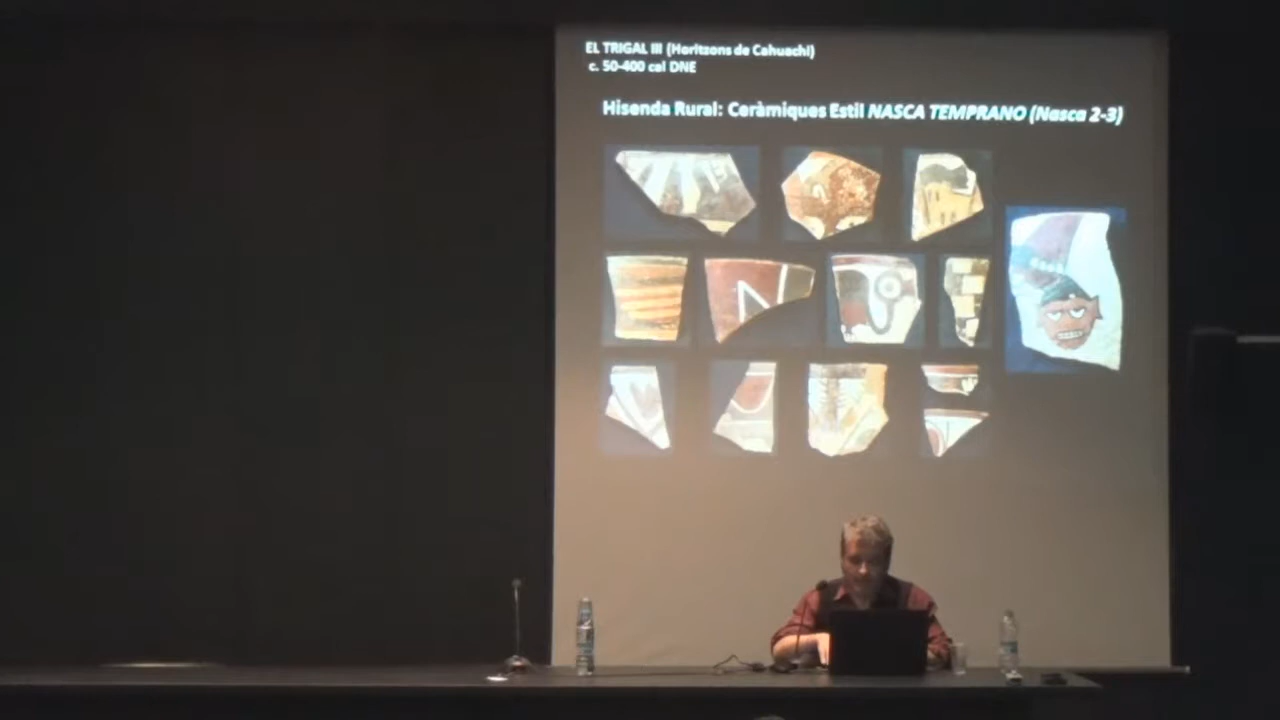 EL TRIGAL III (Horitzons de Cahuachi)
c. 50-400 cal DNE
Hisenda Rural: Ceràmiques Estil NASCA TEMPRANO (Nasca 2-3)